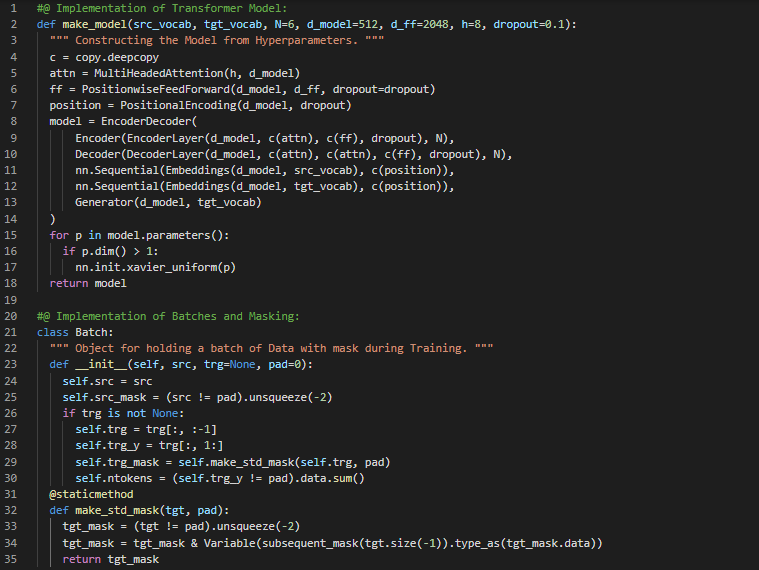 1 #@ Implementation of Transformer Model:
2 def make_model(src_vocab, tgt_vocab, N=6, d_model=512, d_ff=2048, h=8, dropout=0.1):
3   """ Constructing the Model from Hyperparameters. """
4   c = copy.deepcopy
5   attn = MultiHeadedAttention(h, d_model)
6   ff = PositionwiseFeedForward(d_model, d_ff, dropout=dropout)
7   position = PositionalEncoding(d_model, dropout)
8   model = EncoderDecoder(
9       Encoder(EncoderLayer(d_model, c(attn), c(ff), dropout), N),
10       Decoder(DecoderLayer(d_model, c(attn), c(attn), c(ff), dropout), N),
11       nn.Sequential(Embeddings(d_model, src_vocab), c(position)),
12       nn.Sequential(Embeddings(d_model, tgt_vocab), c(position)),
13       Generator(d_model, tgt_vocab)
14   )
15   for p in model.parameters():
16     if p.dim() > 1:
17       nn.init.xavier_uniform(p)
18   return model
19
20 #@ Implementation of Batches and Masking:
21 class Batch:
22   """ Object for holding a batch of Data with mask during Training. """
23   def __init__(self, src, trg=None, pad=0):
24     self.src = src
25     self.src_mask = (src != pad).unsqueeze(-2)
26     if trg is not None:
27       self.trg = trg[:, :-1]
28       self.trg_y = trg[:, 1:]
29       self.trg_mask = self.make_std_mask(self.trg, pad)
30       self.ntokens = (self.trg_y != pad).data.sum()
31   @staticmethod
32   def make_std_mask(tgt, pad):
33     tgt_mask = (tgt != pad).unsqueeze(-2)
34     tgt_mask = tgt_mask & Variable(subsequent_mask(tgt.size(-1)).type_as(tgt_mask.data))
35     return tgt_mask